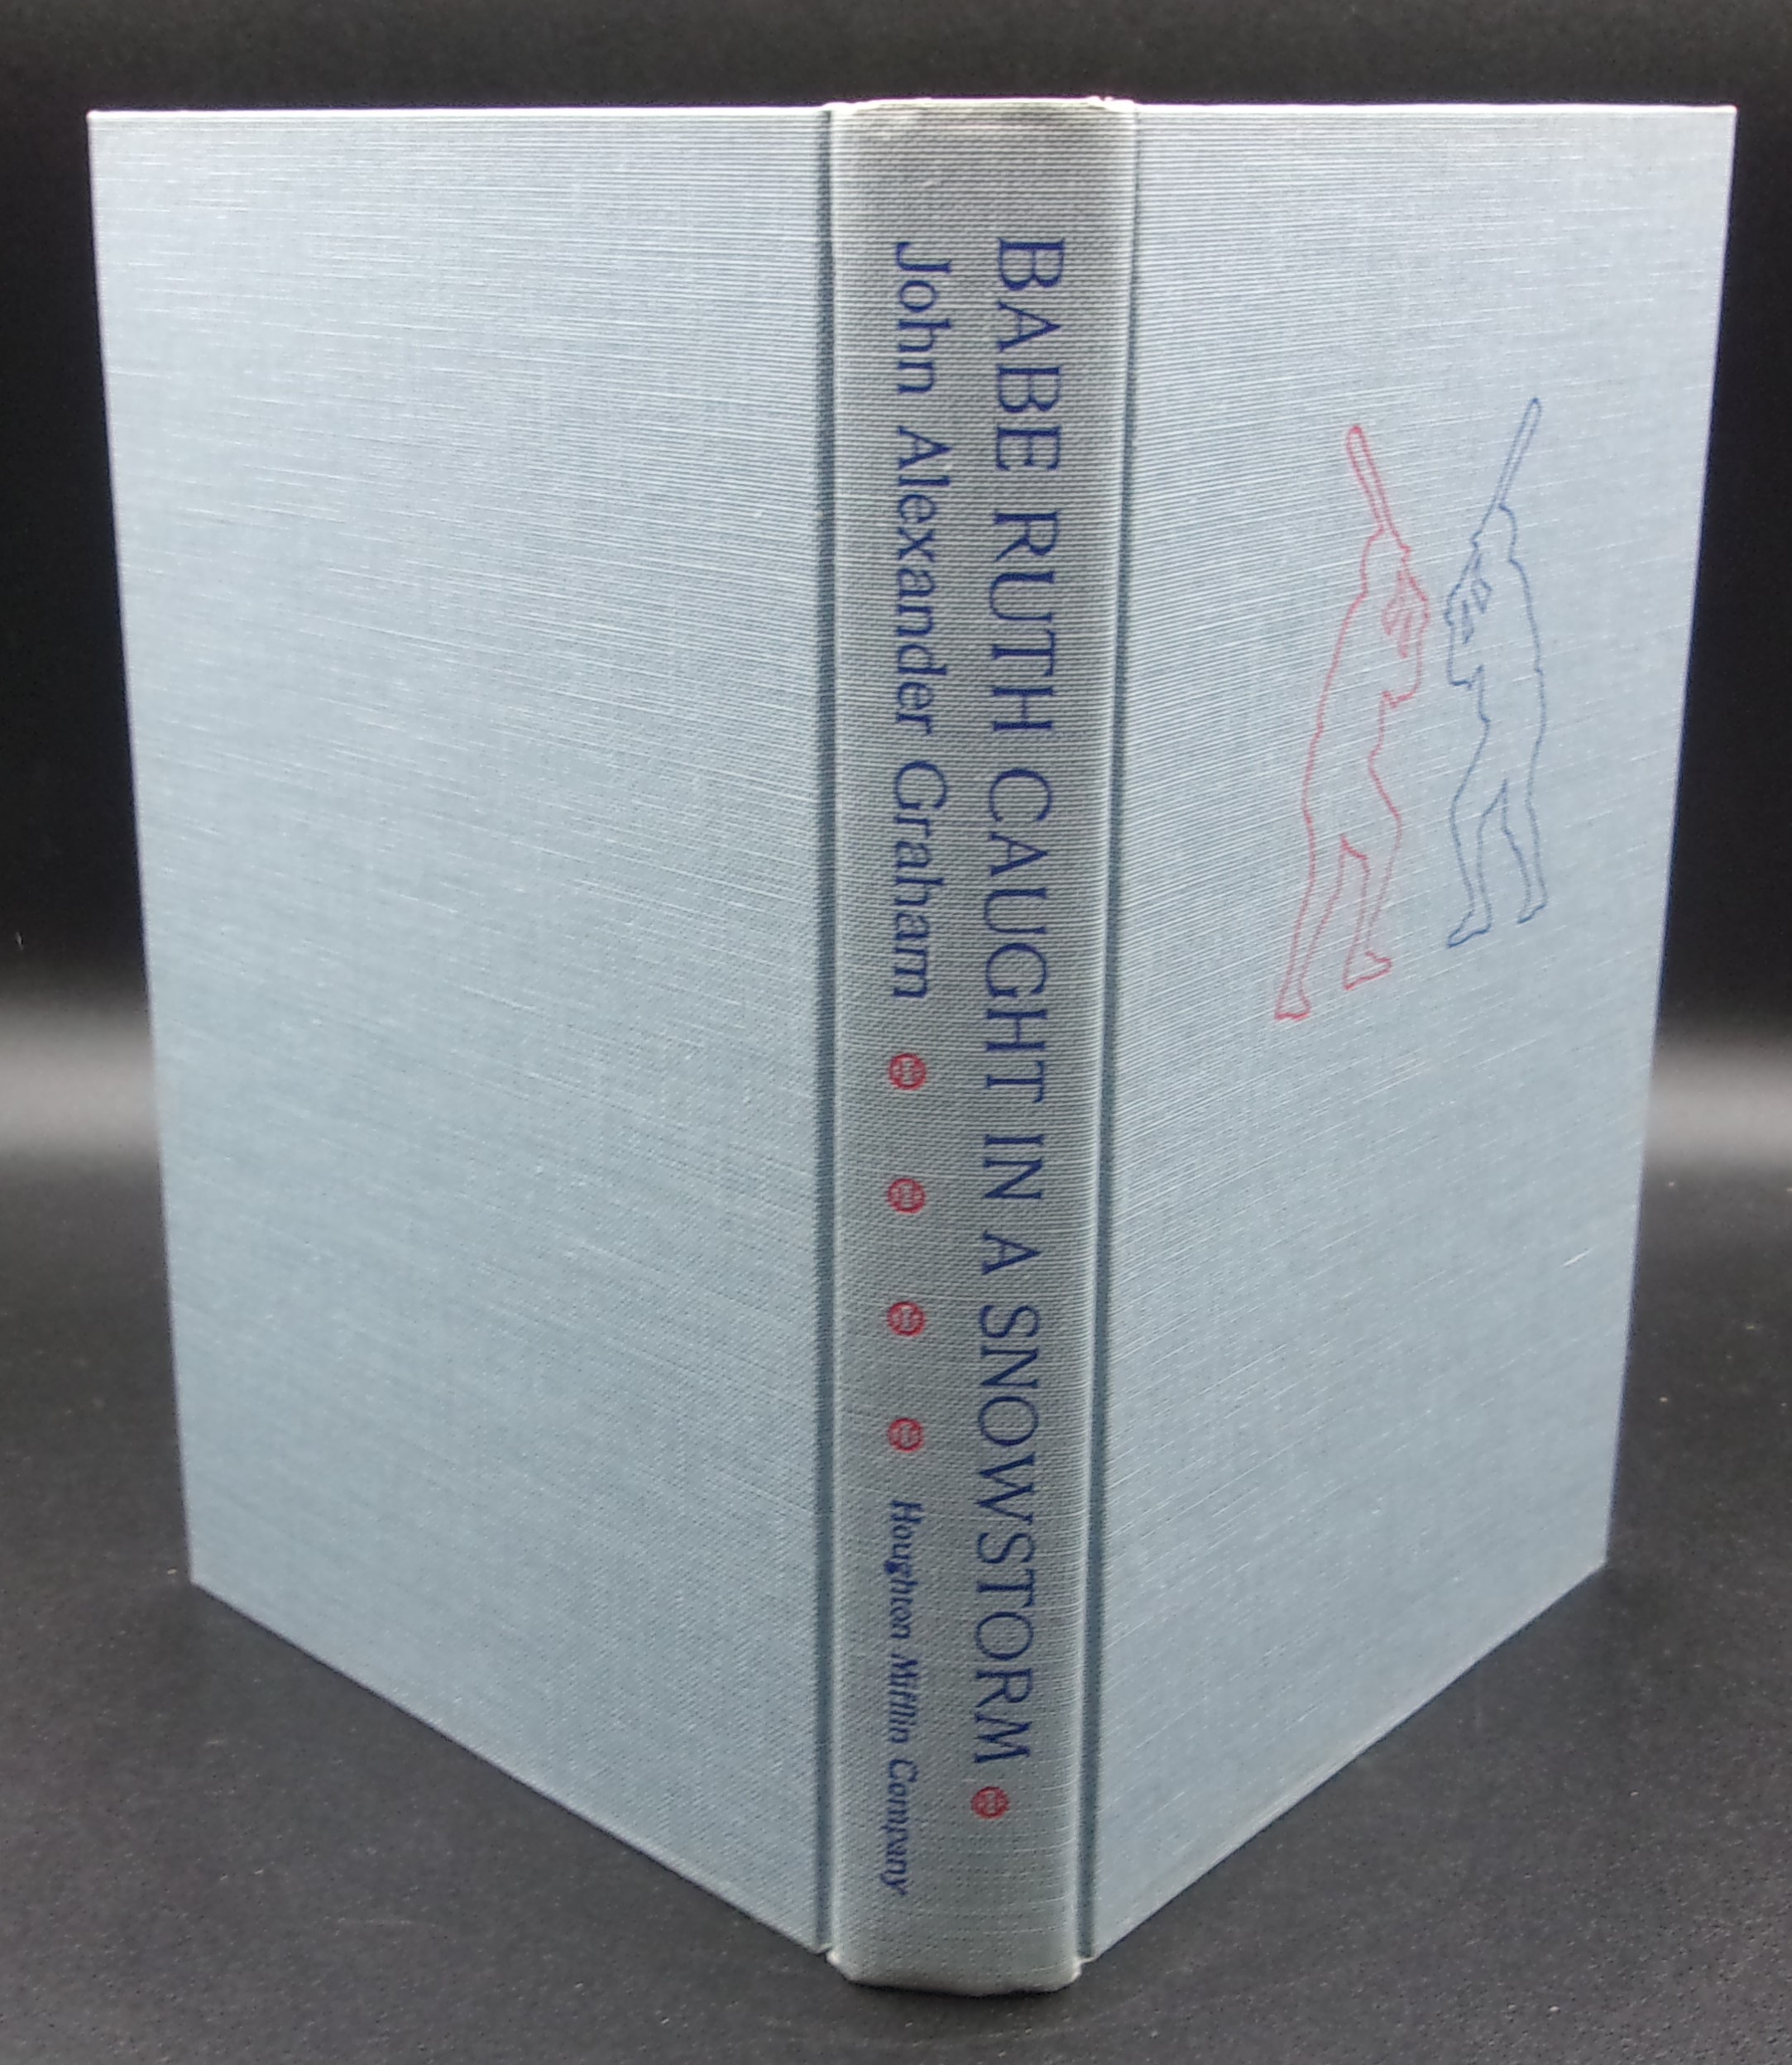 BABE RUTH CAUGHT IN A SNOWSTORM
John Alexander Graham
Houghton Mifflin Company